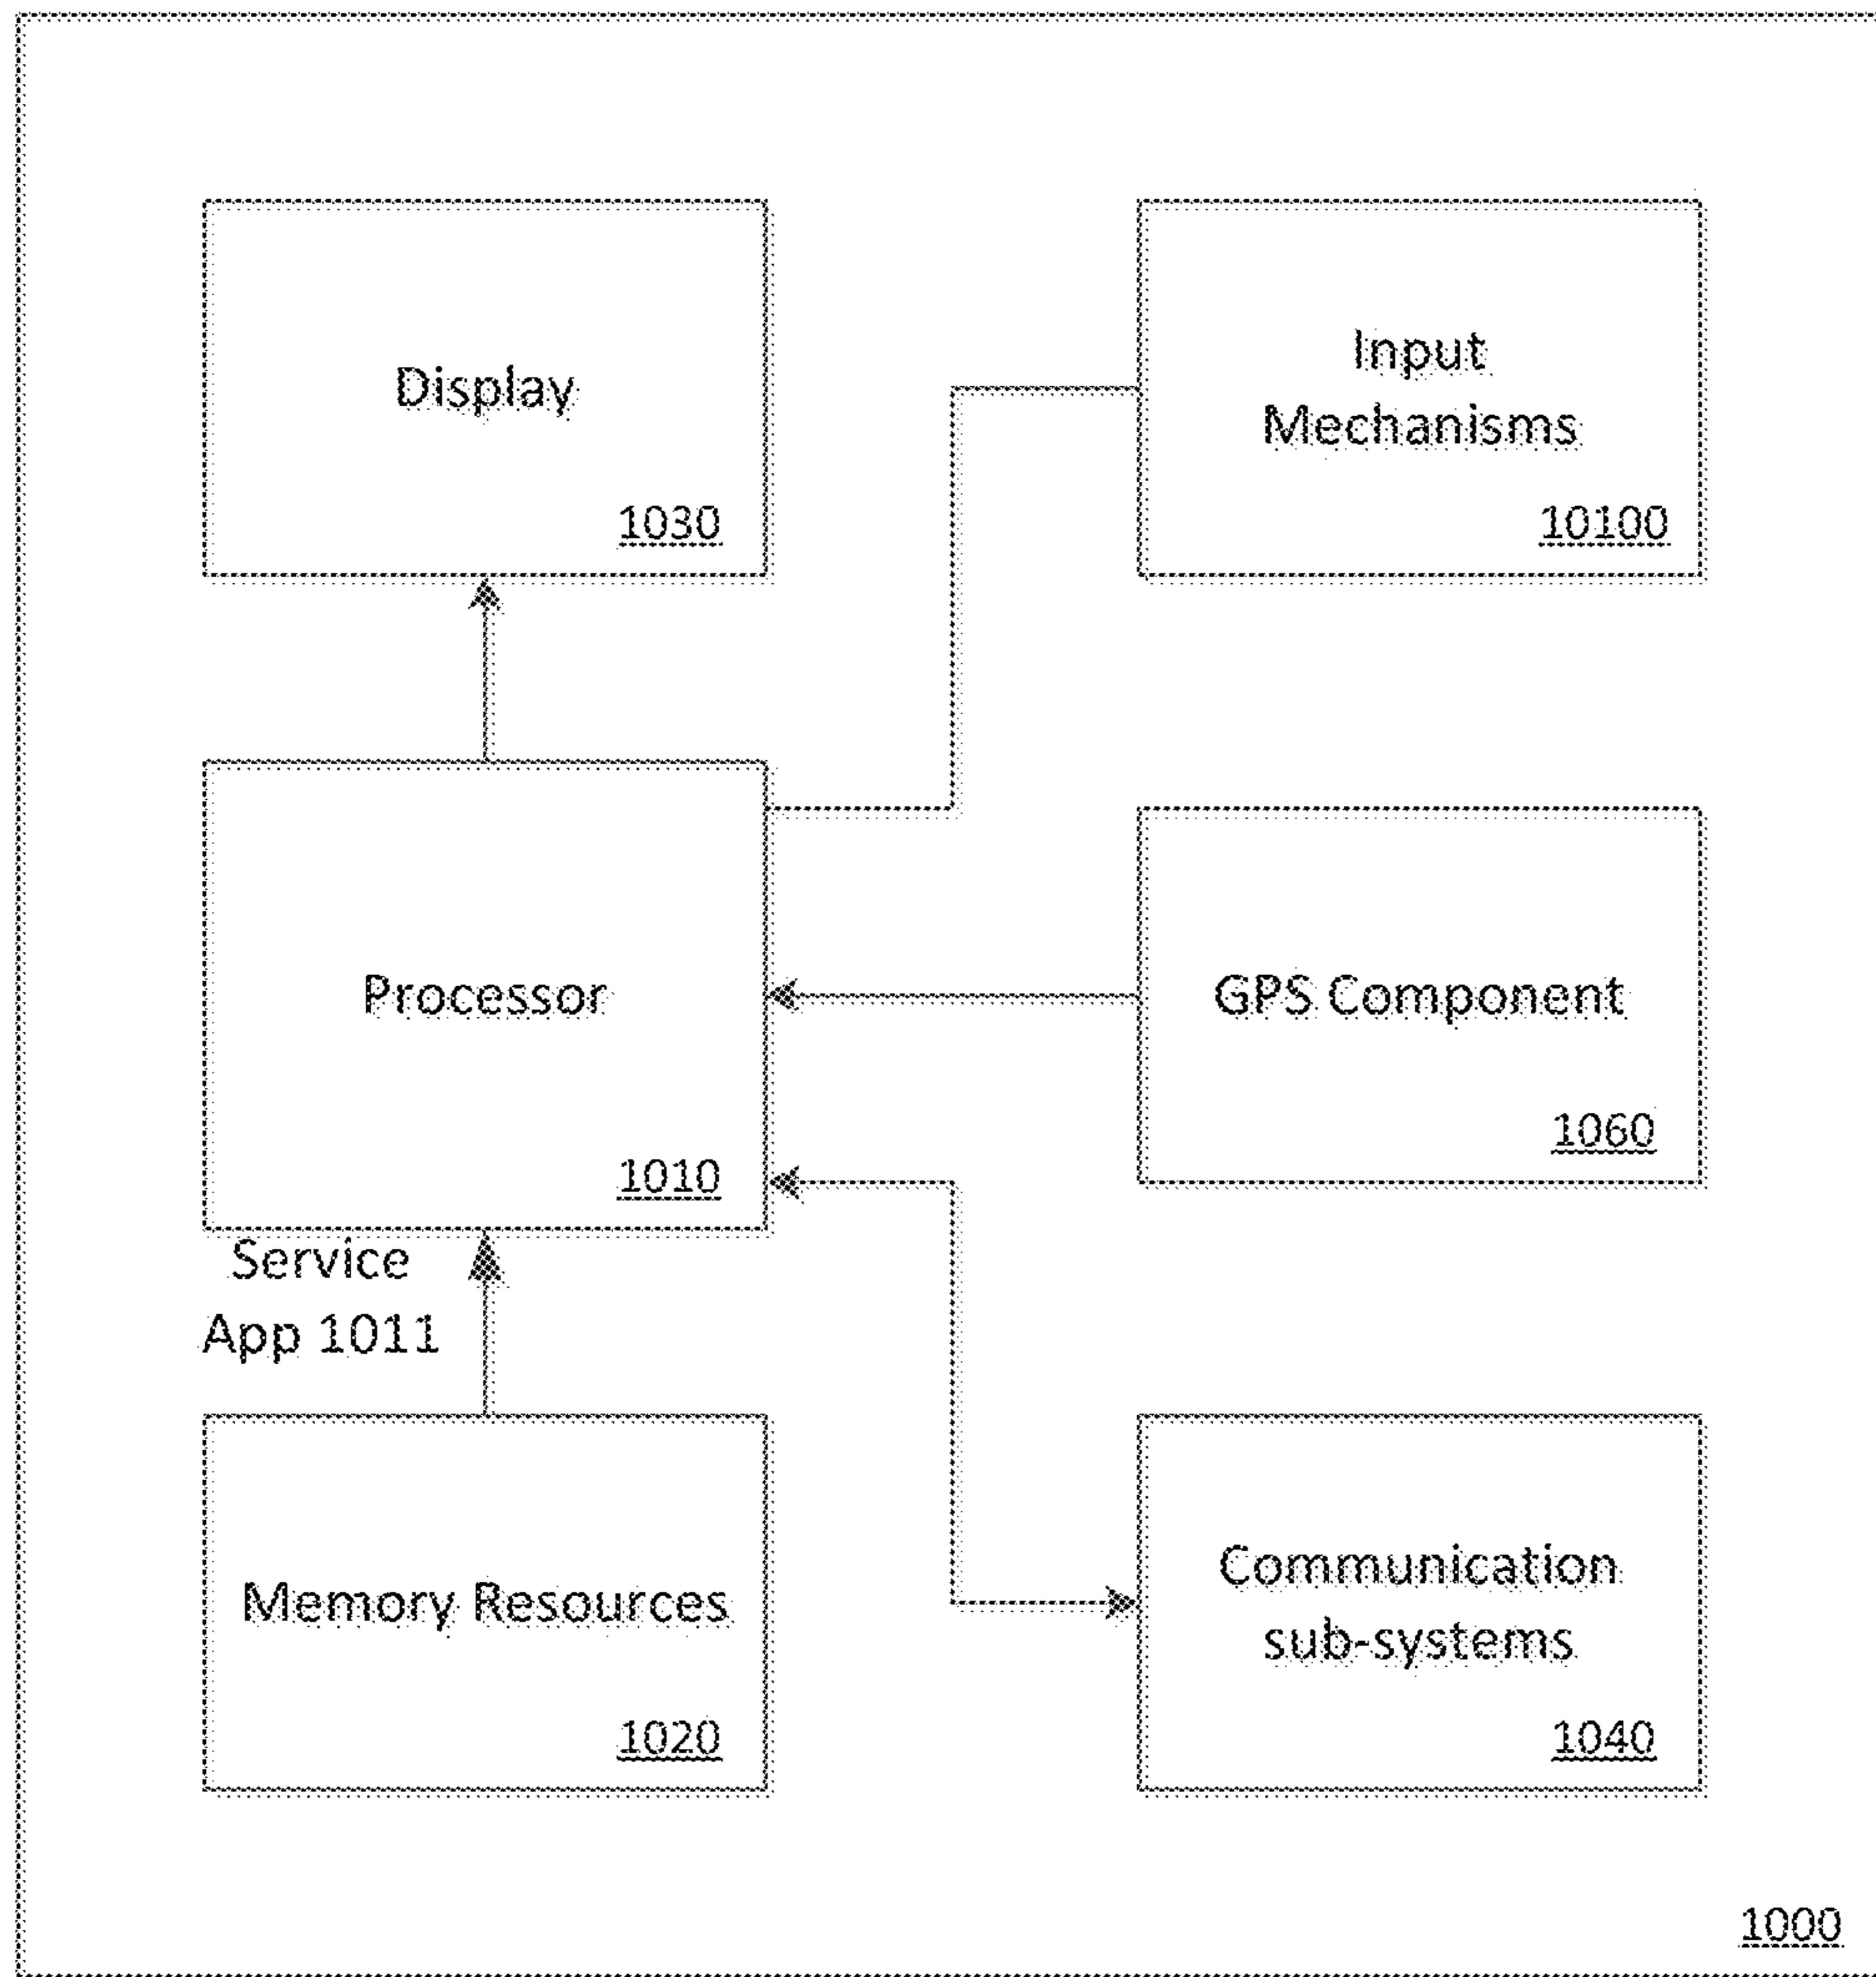 Display
1030
Input
Mechanisms
10100
Processor
1010
GPS Component
1060
Service
App 1011
Memory Resources
1020
Communication
sub-systems
1040
1000